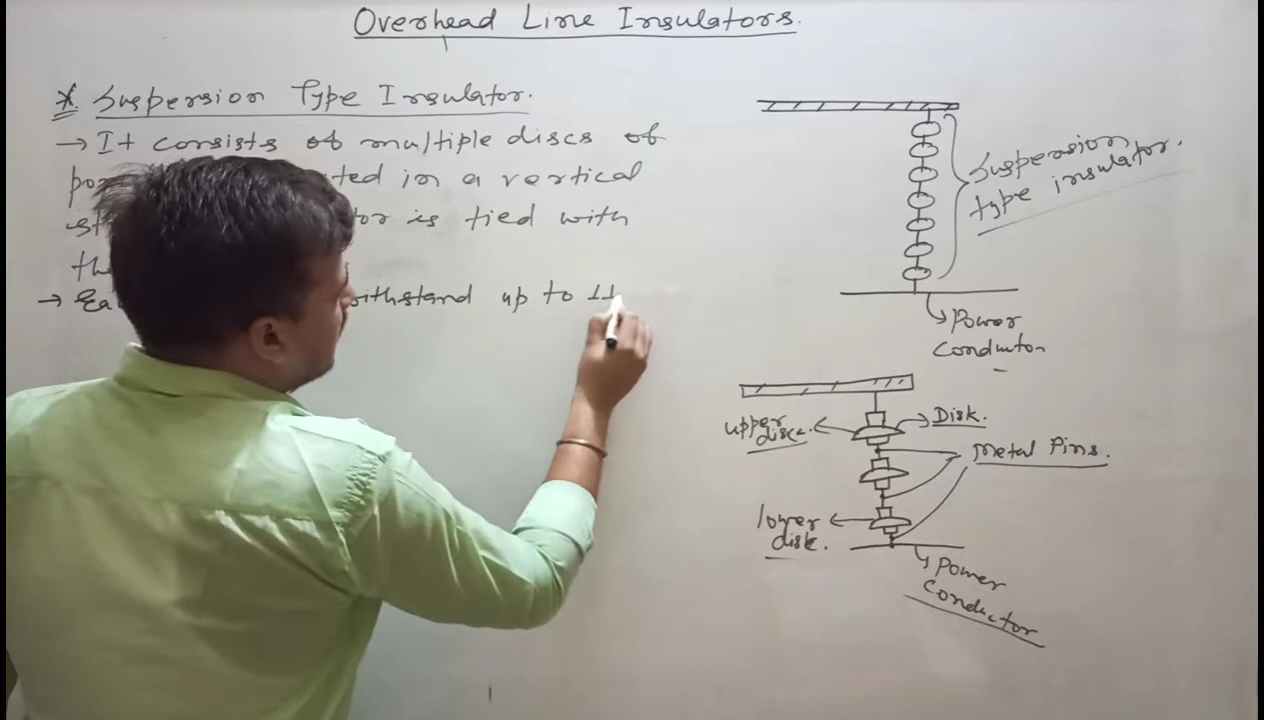 Overhead Line Insulators.
* Suspension Type Insulator.
→ It consists of multiple discs of
ted in a vertical
is tied with
→ withstand up to 11
Suspension
type insulator.
Power
Conductor
upper
disk.
Disk.
Metal Pins.
lower
disk.
Power
Conductor